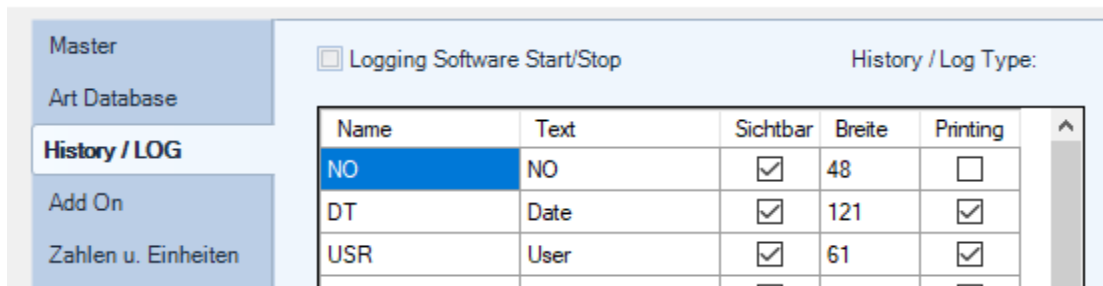 Master
Art Database
History / LOG
Add On
Zahlen u. Einheiten
Logging Software Start/Stop History / Log Type:
Name Text Sichtbar Breite Printing
NO NO 48
DT Date 121
USR User 61